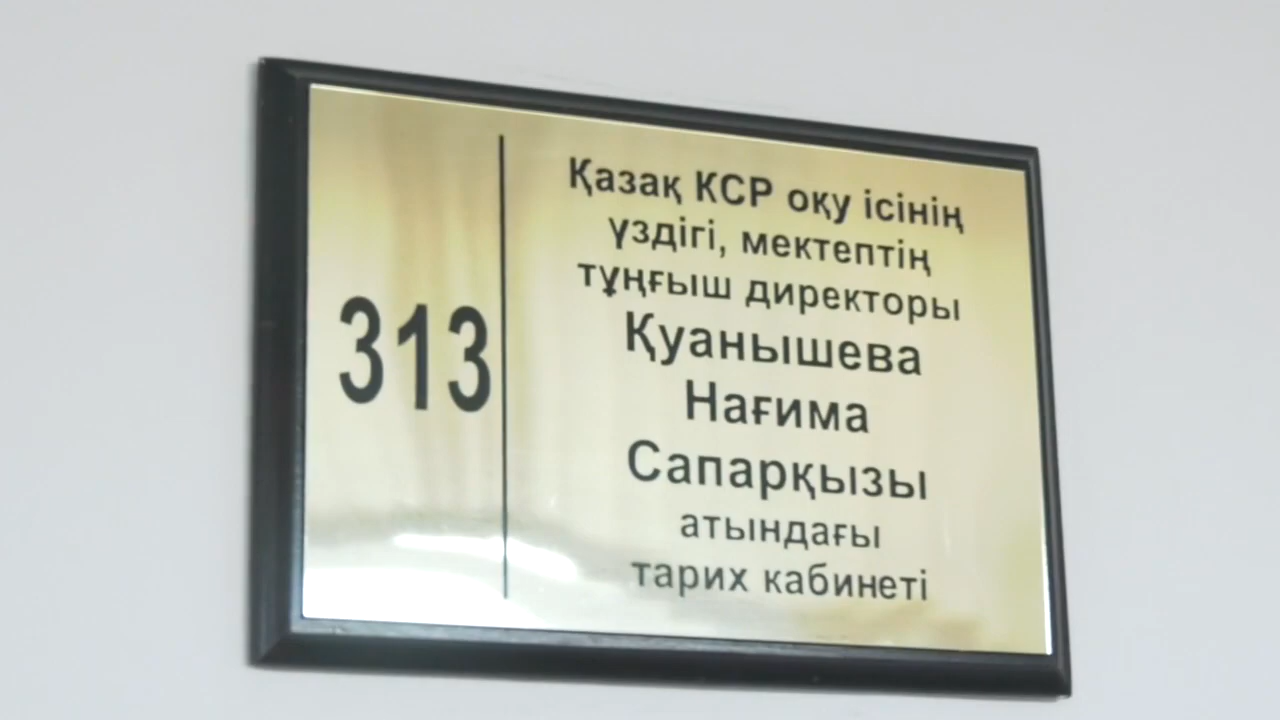 313
Қазақ КСР оқу ісінің
үздігі, мектептің
тұңғыш директоры
Қуанышева
Нағима
Сапарқызы
атындағы
тарих кабинеті